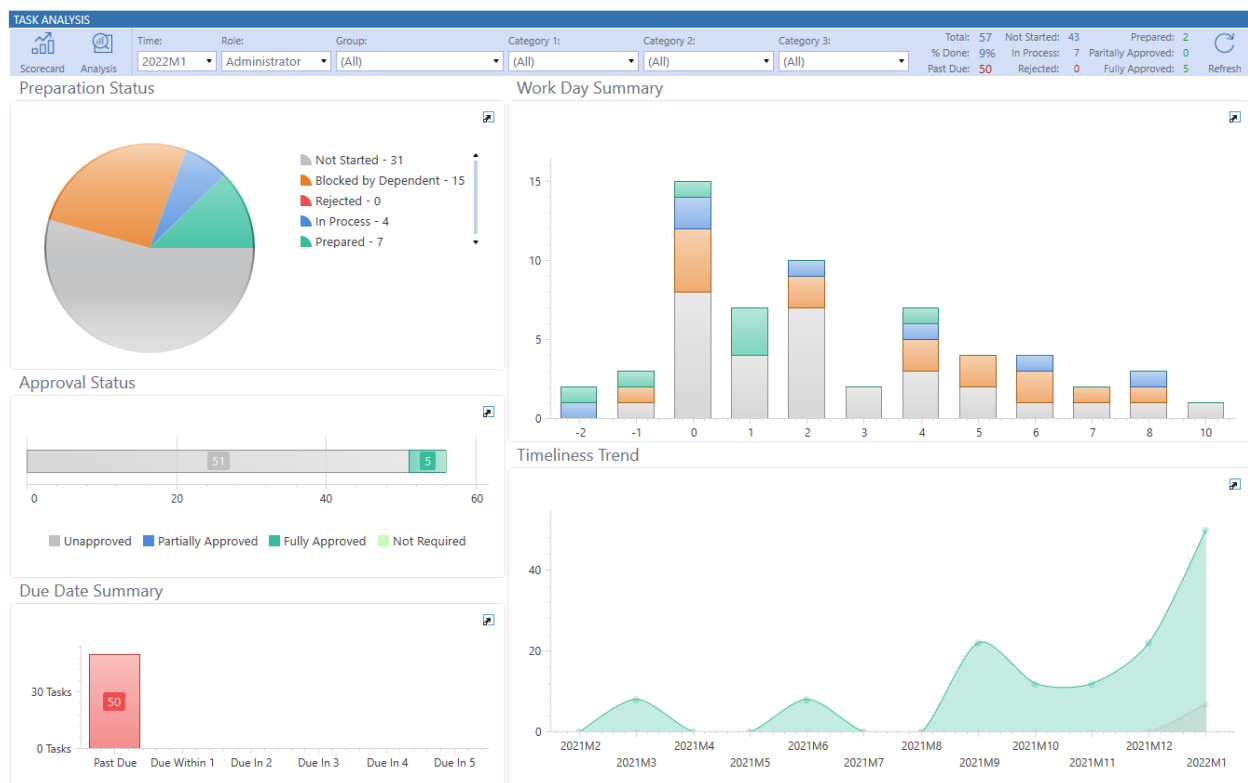 TASK ANALYSIS
Scorecard
Analysis
Time:
2022M1
Role:
Administrator
Group:
(All)
Category 1:
(All)
Category 2:
(All)
Category 3:
(All)
Total: 57 Not Started: 43 Prepared: 2
% Done: 9% In Process: 7 Paritally Approved: 0
Past Due: 50 Rejected: 0 Fully Approved: 5
Refresh
Preparation Status
Not Started - 31
Blocked by Dependent - 15
Rejected - 0
In Process - 4
Prepared - 7
Approval Status
51 5
0 20 40 60
Unapproved Partially Approved Fully Approved Not Required
Due Date Summary
30 Tasks
50
0 Tasks
Past Due Due Within 1 Due In 2 Due In 3 Due In 4 Due In 5
Work Day Summary
15
10
5
0
-2 -1 0 1 2 3 4 5 6 7 8 10
Timeliness Trend
40
20
0
2021M2 2021M4 2021M6 2021M8 2021M10 2021M12
2021M3 2021M5 2021M7 2021M9 2021M11 2022M1